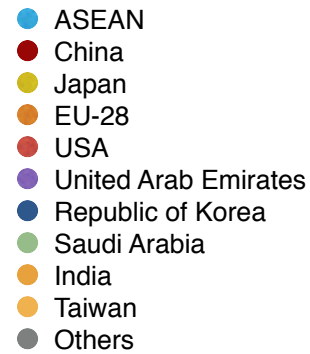 ASEAN
China
Japan
EU-28
USA
United Arab Emirates
Republic of Korea
Saudi Arabia
India
Taiwan
Others